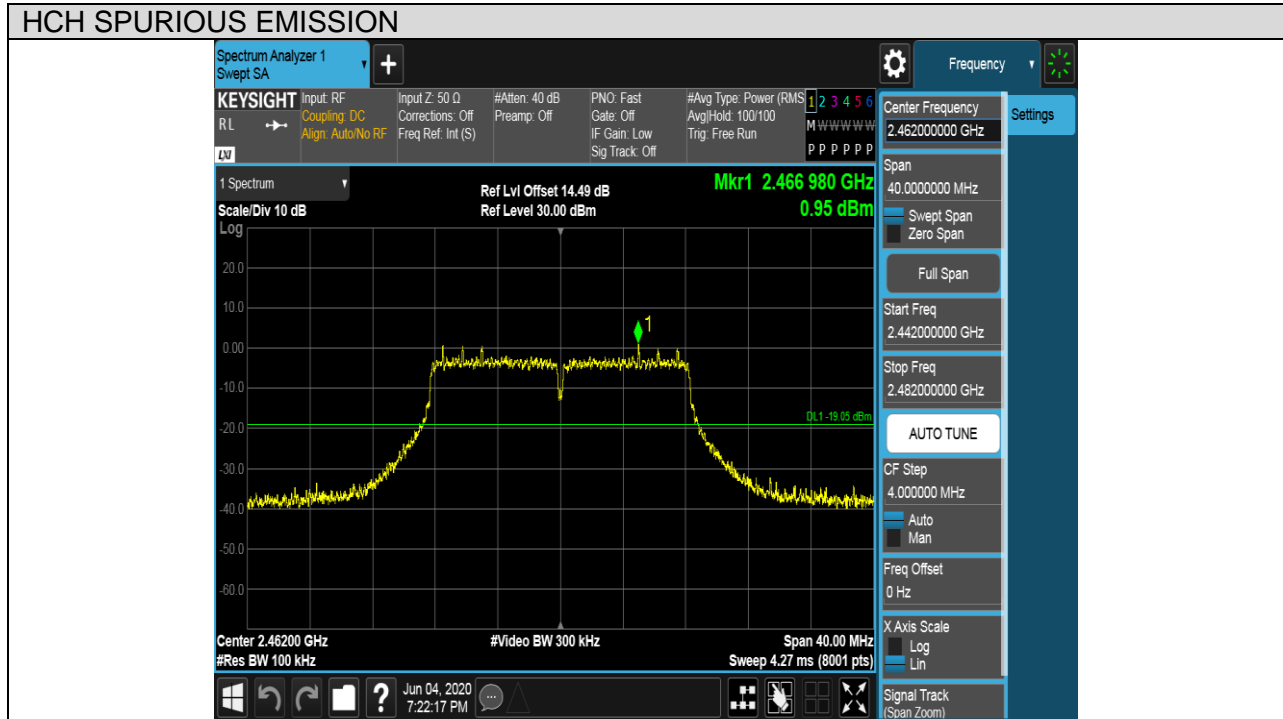 HCH SPURIOUS EMISSION
Spectrum Analyzer 1
Swept SA
+
Frequency
KEYSIGHT
RL
LXI
Input: RF
Coupling: DC
Align: Auto/No RF
Input Z: 50 Ω
Corrections: Off
Freq Ref: Int (S)
#Atten: 40 dB
Preamp: Off
PNO: Fast
Gate: Off
IF Gain: Low
Sig Track: Off
#Avg Type: Power (RMS
Avg|Hold: 100/100
Trig: Free Run
1 2 3 4 5 6
M W W W W W
P P P P P P
1 Spectrum
Scale/Div 10 dB
Log
Ref Lvl Offset 14.49 dB
Ref Level 30.00 dBm
Mkr1 2.466 980 GHz
0.95 dBm
20.0
10.0
0.00
-10.0
-20.0
-30.0
-40.0
-50.0
-60.0
1
DL1 -19.05 dBm
Center 2.46200 GHz
#Res BW 100 kHz
#Video BW 300 kHz
Span 40.00 MHz
Sweep 4.27 ms (8001 pts)
?
Jun 04, 2020
7:22:17 PM
Center Frequency
2.462000000 GHz
Settings
Span
40.0000000 MHz
Swept Span
Zero Span
Full Span
Start Freq
2.442000000 GHz
Stop Freq
2.482000000 GHz
AUTO TUNE
CF Step
4.000000 MHz
Auto
Man
Freq Offset
0 Hz
X Axis Scale
Log
Lin
Signal Track
(Span Zoom)